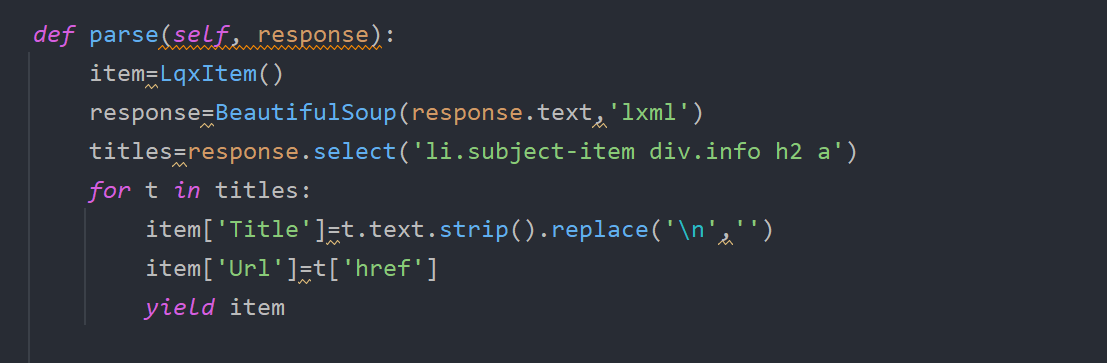 def parse(self, response):
    item=LqxItem()
    response=BeautifulSoup(response.text,'lxml')
    titles=response.select('li.subject-item div.info h2 a')
    for t in titles:
        item['Title']=t.text.strip().replace('\n','')
        item['Url']=t['href']
        yield item